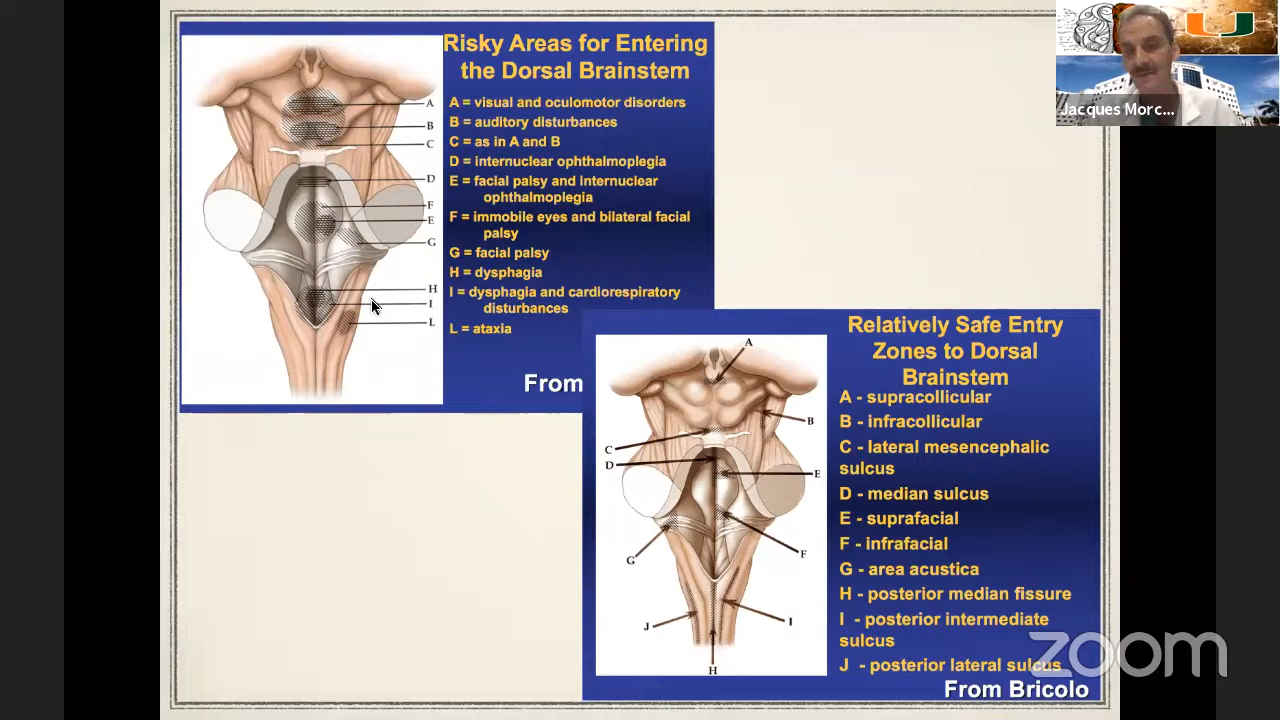 Risky Areas for Entering
the Dorsal Brainstem
A
B
C
D
F
E
G
H
I
L
A = visual and oculomotor disorders
B = auditory disturbances
C = as in A and B
D = internuclear ophthalmoplegia
E = facial palsy and internuclear
ophthalmoplegia
F = immobile eyes and bilateral facial
palsy
G = facial palsy
H = dysphagia
I = dysphagia and cardiorespiratory
disturbances
L = ataxia
From
Jacques Morc...
U
Relatively Safe Entry
Zones to Dorsal
Brainstem
A
B
C
D
E
F
G
I
J
H
A - supracollicular
B - infracollicular
C - lateral mesencephalic
sulcus
D - median sulcus
E - suprafacial
F - infrafacial
G - area acustica
H - posterior median fissure
I - posterior intermediate
sulcus
J - posterior lateral sulcus
From Bricolo
zoom